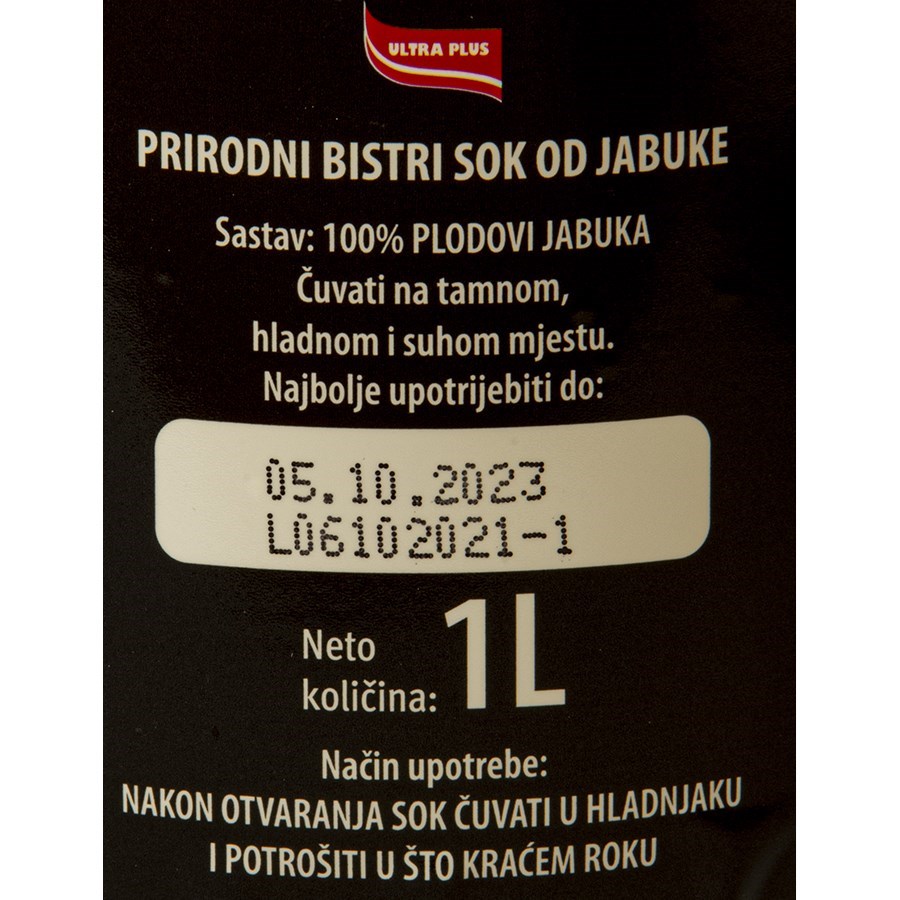 ULTRA PLUS
PRIRODNI BISTRI SOK OD JABUKE
Sastav: 100% PLODOVI JABUKA
Čuvati na tamnom,
hladnom i suhom mjestu.
Najbolje upotrijebiti do:
05.10.2023
L06102021-1
Neto
količina:
1L
Način upotrebe:
NAKON OTVARANJA SOK ČUVATI U HLADNJAKU
I POTROŠITI U ŠTO KRAĆEM ROKU